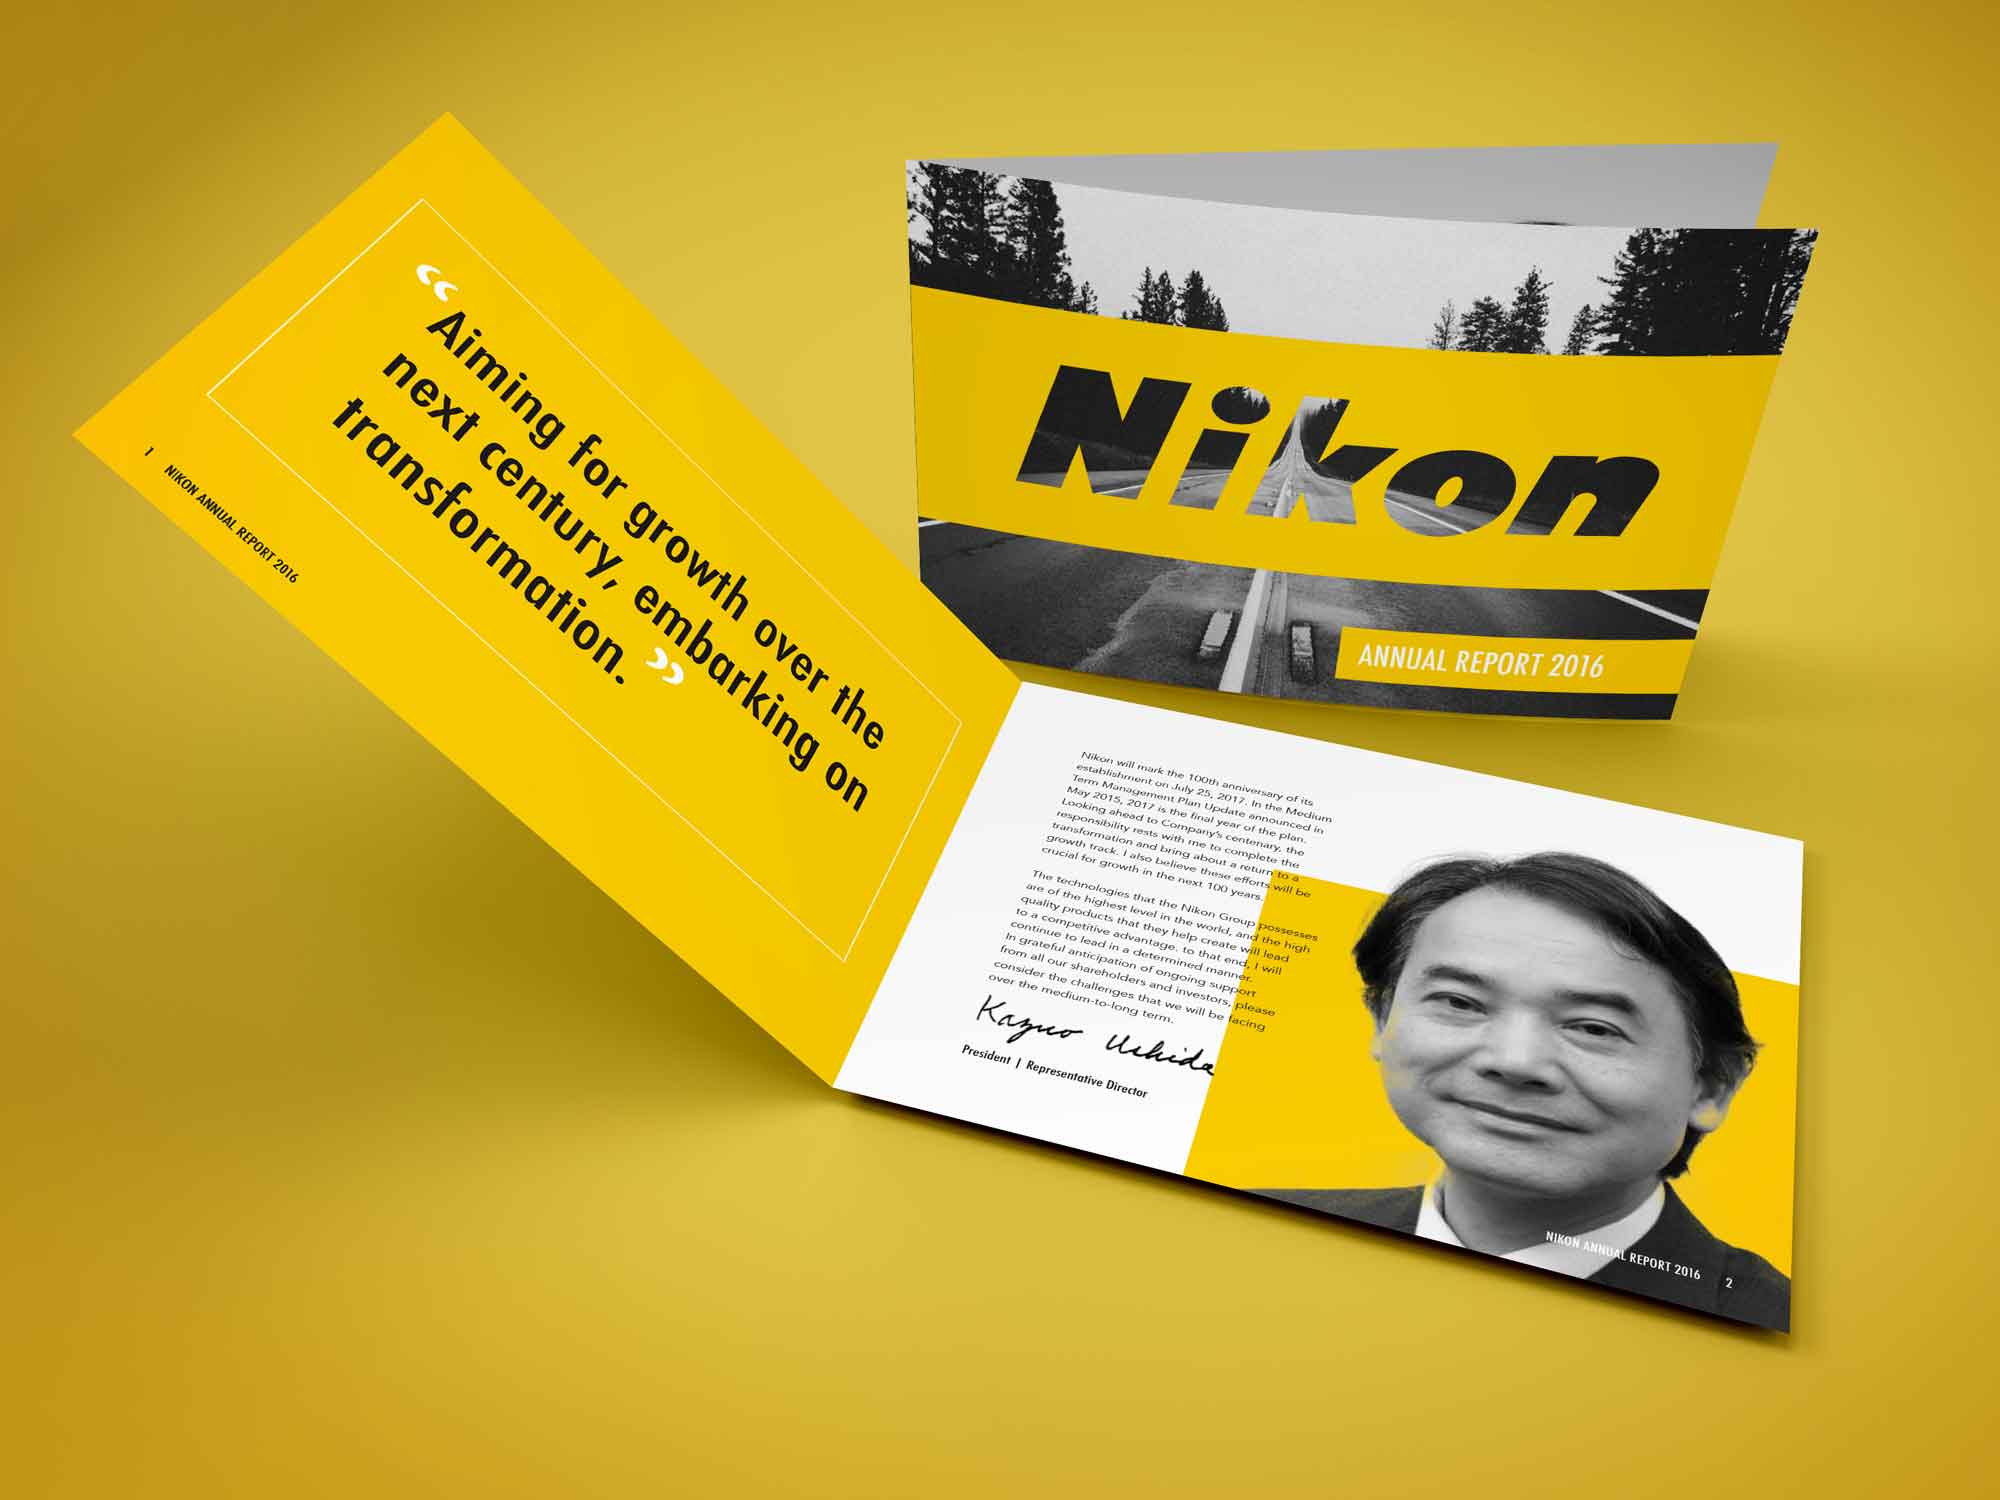 “
Aiming for growth over the
next century, embarking on
transformation. ”
1 NIKON ANNUAL REPORT 2016
Nikon
ANNUAL REPORT 2016
Nikon will mark the 100th anniversary of its
establishment on July 25, 2017. In the Medium
Term Management Plan Update announced in
May 2015, 2017 is the final year of the plan.
Looking ahead to Company's centenary, the
responsibility rests with me to complete the
transformation and bring about a return to a
growth track. I also believe these efforts will be
crucial for growth in the next 100 years.
The technologies that the Nikon Group possesses
are of the highest level in the world, and the high
quality products that they help create will lead
to a competitive advantage. to that end, I will
continue to lead in a determined manner.
In grateful anticipation of ongoing support
from all our shareholders and investors, please
consider the challenges that we will be facing
over the medium-to-long term.
Kazuo Ushida
President | Representative Director
NIKON ANNUAL REPORT 2016 2